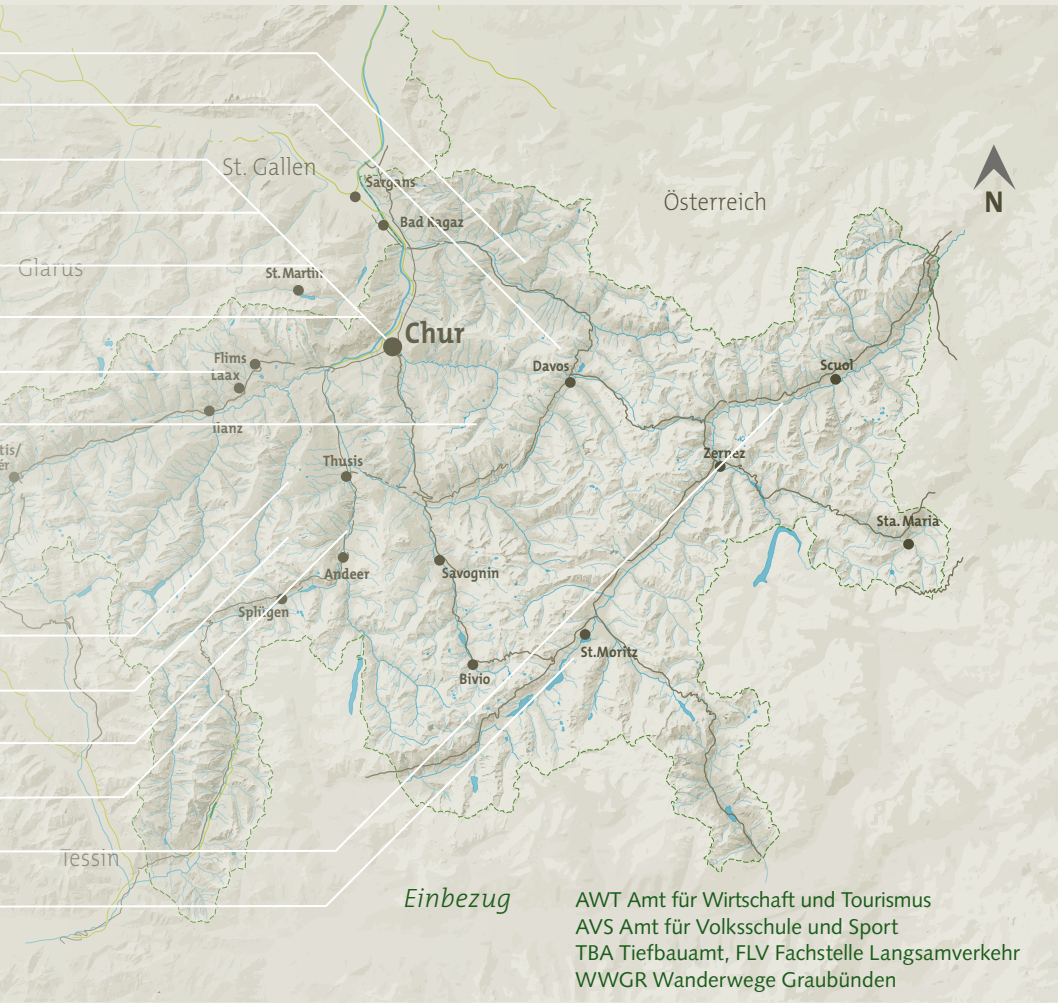 St. Gallen
Sargans
Österreich
N
Bad Ragaz
Glarus
St. Martin
Chur
Flims
Laax
Davos
Scuol
Ilanz
tis/
ér
Thusis
Zernez
Sta. Maria
Andeer
Savognin
Splügen
St.Moritz
Bivio
Tessin
Einbezug
AWT Amt für Wirtschaft und Tourismus
AVS Amt für Volksschule und Sport
TBA Tiefbauamt, FLV Fachstelle Langsamverkehr
WWGR Wanderwege Graubünden